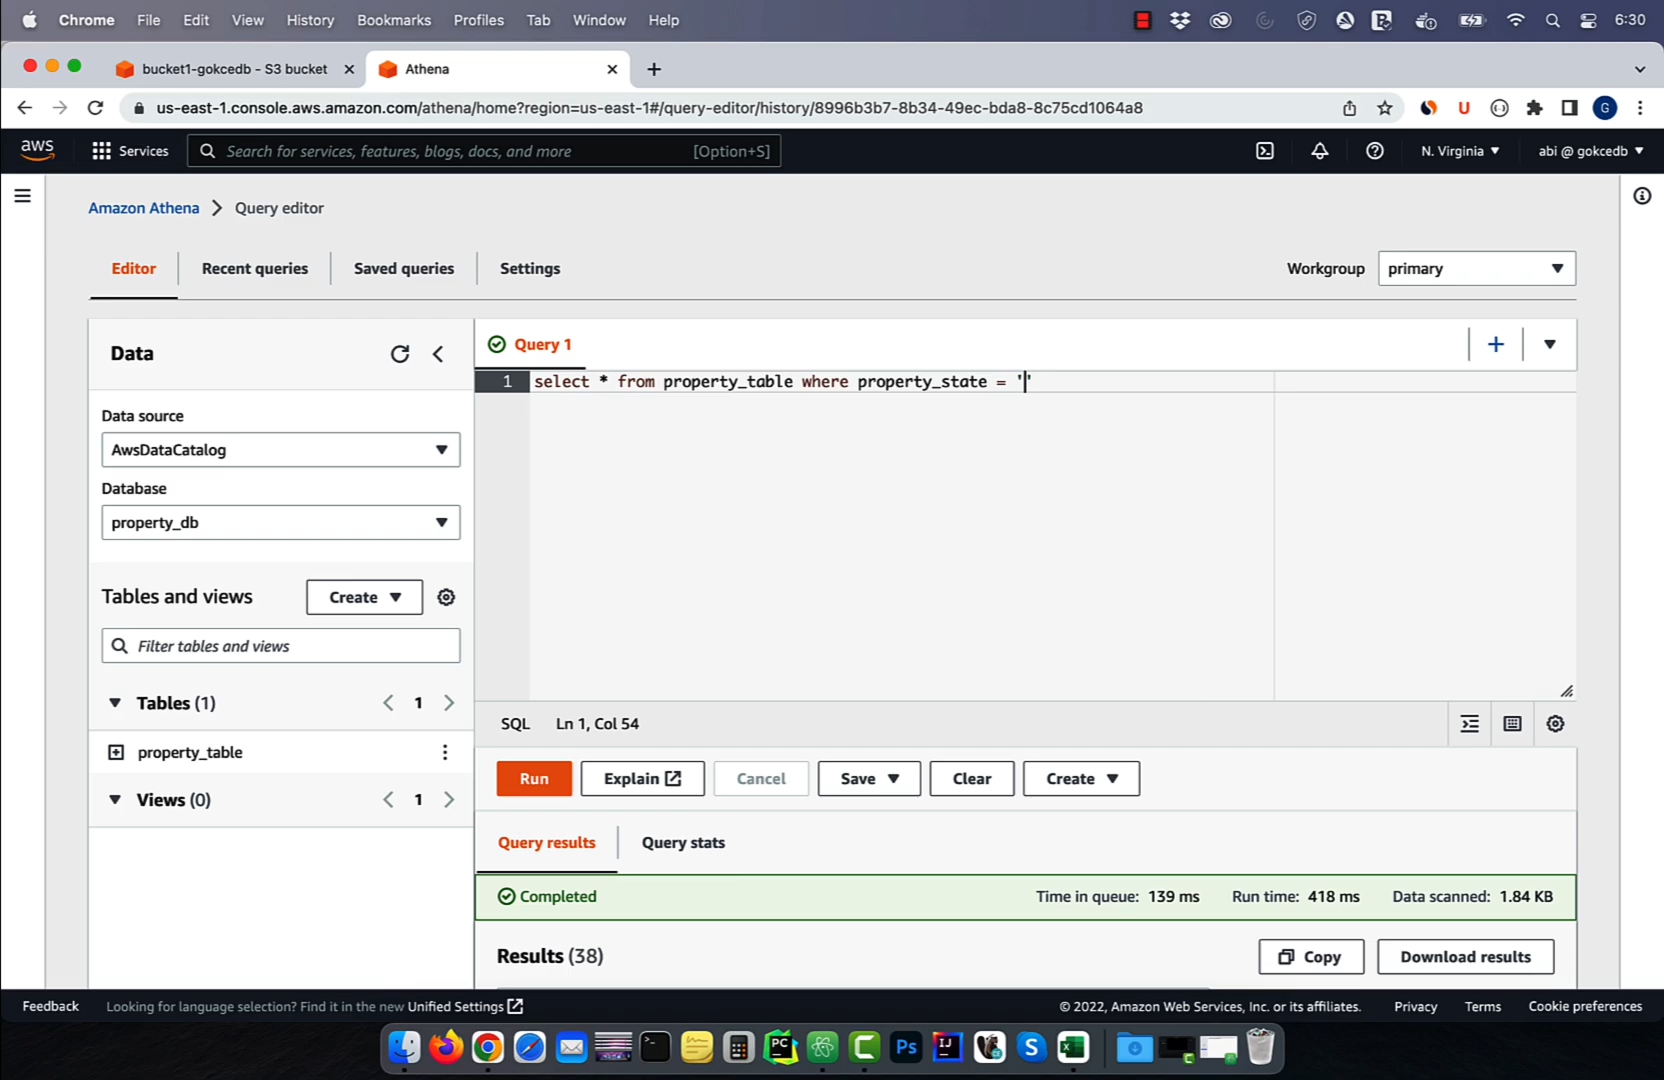 Chrome File Edit View History Bookmarks Profiles Tab Window Help 6:30
bucket1-gokcedb - S3 bucket Athena
us-east-1.console.aws.amazon.com/athena/home?region=us-east-1#/query-editor/history/8996b3b7-8b34-49ec-bda8-8c75cd1064a8 U G
aws Services Search for services, features, blogs, docs, and more [Option+S] N. Virginia abi @ gokcedb
Amazon Athena Query editor
Editor Recent queries Saved queries Settings Workgroup primary
Data
Query 1
1 select * from property_table where property_state = ''
Data source
AwsDataCatalog
Database
property_db
Tables and views Create
Filter tables and views
Tables (1) 1
property_table
Views (0) 1
SQL Ln 1, Col 54
Run Explain Cancel Save Clear Create
Query results Query stats
Completed Time in queue: 139 ms Run time: 418 ms Data scanned: 1.84 KB
Results (38) Copy Download results
Feedback Looking for language selection? Find it in the new Unified Settings © 2022, Amazon Web Services, Inc. or its affiliates. Privacy Terms Cookie preferences
PC Ps IJ S